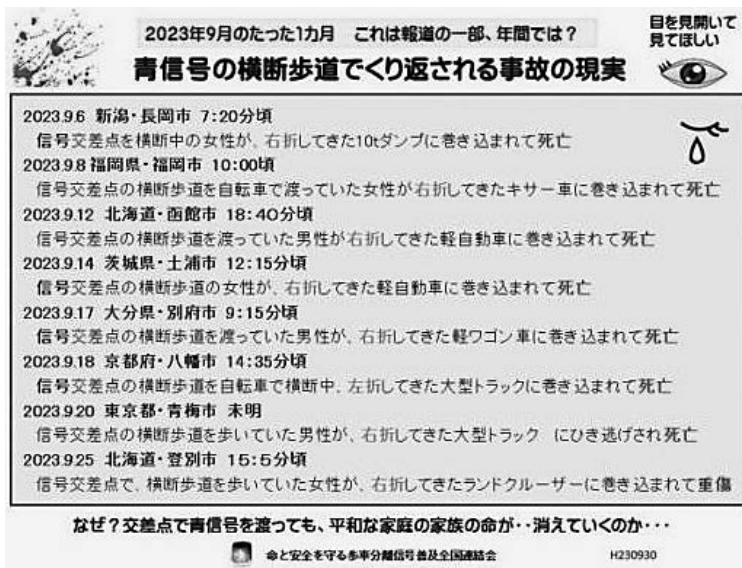 2023年9月のたった1カ月　これは報道の一部、年間では？
目を見開いて
見てほしい
青信号の横断歩道でくり返される事故の現実
2023.9.6 新潟・長岡市 7:20分頃
信号交差点を横断中の女性が、右折してきた10tダンプに巻き込まれて死亡
2023.9.8 福岡県・福岡市 10:00頃
信号交差点の横断歩道を自転車で渡っていた女性が右折してきたキサー車に巻き込まれて死亡
2023.9.12 北海道・函館市 18:40分頃
信号交差点の横断歩道を渡っていた男性が右折してきた軽自動車に巻き込まれて死亡
2023.9.14 茨城県・土浦市 12:15分頃
信号交差点の横断歩道の女性が、右折してきた軽自動車に巻き込まれて死亡
2023.9.17 大分県・別府市 9:15分頃
信号交差点の横断歩道を渡っていた男性が、右折してきた軽ワゴン車に巻き込まれて死亡
2023.9.18 京都府・八幡市 14:35分頃
信号交差点の横断歩道を自転車で横断中、左折してきた大型トラックに巻き込まれて死亡
2023.9.20 東京都・青梅市 未明
信号交差点の横断歩道を歩いていた男性が、右折してきた大型トラック　にひき逃げされ死亡
2023.9.25 北海道・登別市 15:5分頃
信号交差点で、横断歩道を歩いていた女性が、右折してきたランドクルーザーに巻き込まれて重傷
なぜ？交差点で青信号を渡っても、平和な家庭の家族の命が・・消えていくのか・・・
命と安全を守る歩車分離信号普及全国連絡会
H230930